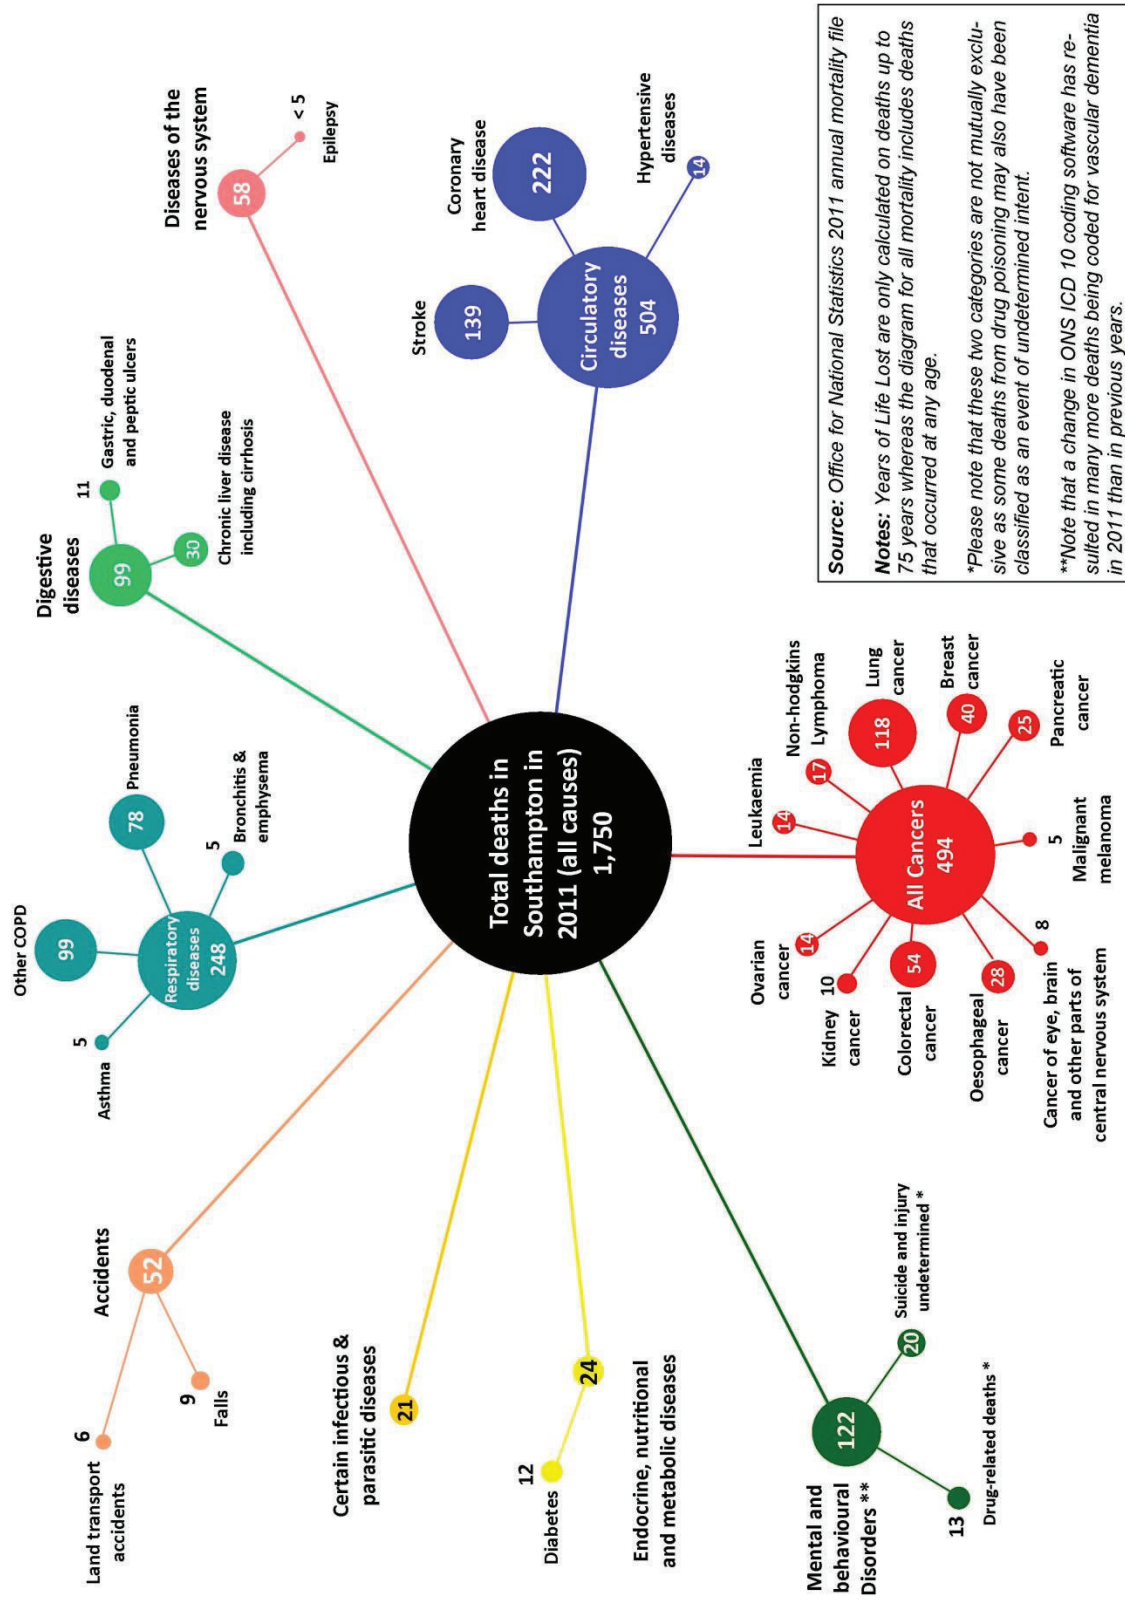 Total deaths in
Southampton in
2011 (all causes)
1,750
Land transport
accidents
6
9
Falls
Accidents
52
Asthma
5
Other COPD
99
Respiratory
diseases
248
Pneumonia
78
5
Bronchitis &
emphysema
Digestive
diseases
99
11
Gastric, duodenal
and peptic ulcers
30
Chronic liver disease
including cirrhosis
Diseases of the
nervous system
58
< 5
Epilepsy
Certain infectious &
parasitic diseases
21
Diabetes
12
24
Endocrine, nutritional
and metabolic diseases
Stroke
139
Coronary
heart disease
222
Circulatory
diseases
504
Hypertensive
diseases
14
Mental and
behavioural
Disorders **
122
Suicide and injury
undetermined *
20
13
Drug-related deaths *
All Cancers
494
Ovarian
cancer
14
Kidney
cancer
10
Colorectal
cancer
54
Oesophageal
cancer
28
Cancer of eye, brain
and other parts of
central nervous system
8
5
Malignant
melanoma
Leukaemia
14
Non-hodgkins
Lymphoma
17
Lung
cancer
118
Breast
cancer
40
Pancreatic
cancer
25
Source: Office for National Statistics 2011 annual mortality file
Notes: Years of Life Lost are only calculated on deaths up to
75 years whereas the diagram for all mortality includes deaths
that occurred at any age.
*Please note that these two categories are not mutually exclu-
sive as some deaths from drug poisoning may also have been
classified as an event of undetermined intent.
**Note that a change in ONS ICD 10 coding software has re-
sulted in many more deaths being coded for vascular dementia
in 2011 than in previous years.